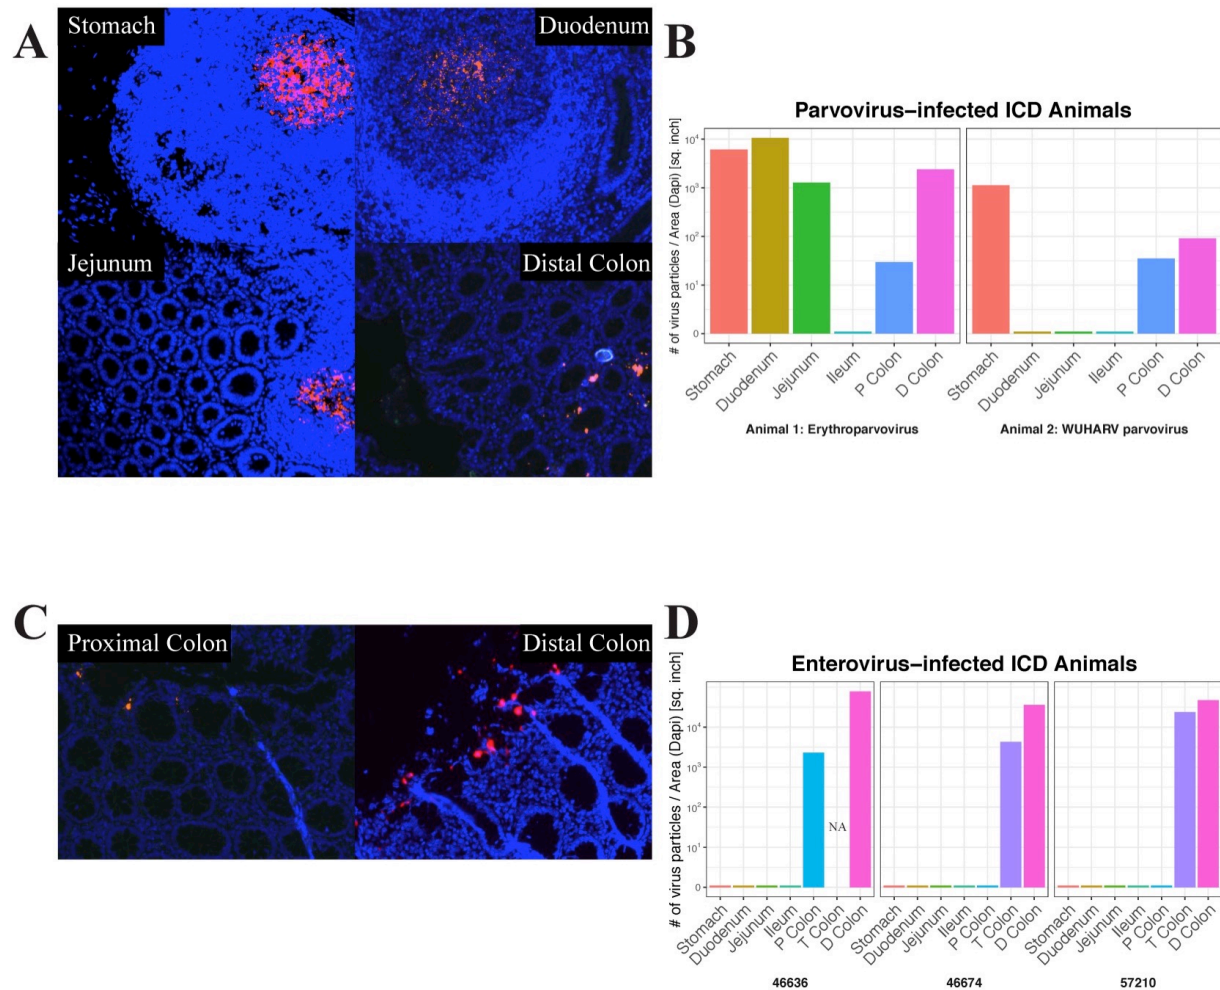 A
Stomach
Duodenum
Jejunum
Distal Colon
B
Parvovirus–infected ICD Animals
# of virus particles / Area (Dapi) [sq. inch]
10⁴
10³
10²
10¹
0
Stomach
Duodenum
Jejunum
Ileum
P Colon
D Colon
Stomach
Duodenum
Jejunum
Ileum
P Colon
D Colon
Animal 1: Erythroparvovirus
Animal 2: WUHARV parvovirus
C
Proximal Colon
Distal Colon
D
Enterovirus–infected ICD Animals
# of virus particles / Area (Dapi) [sq. inch]
10⁴
10³
10²
10¹
0
NA
Stomach
Duodenum
Jejunum
Ileum
P Colon
T Colon
D Colon
Stomach
Duodenum
Jejunum
Ileum
P Colon
T Colon
D Colon
Stomach
Duodenum
Jejunum
Ileum
P Colon
T Colon
D Colon
46636
46674
57210